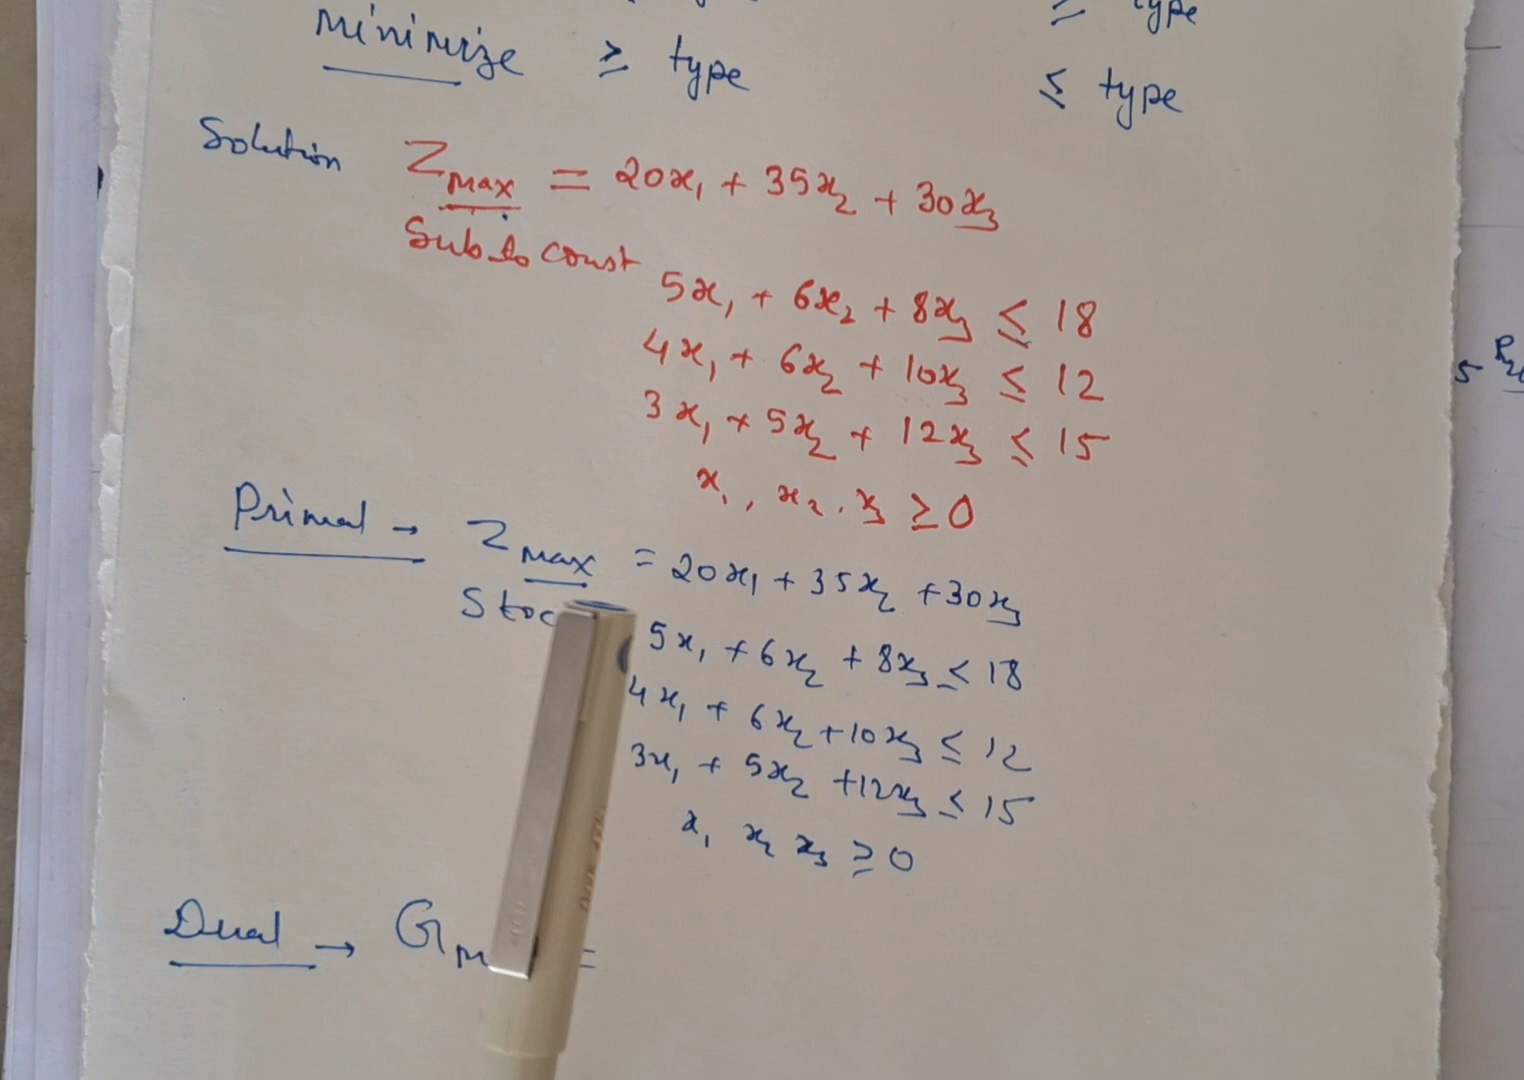 ≥ type
Minimize ≥ type ≤ type
Solution Zmax = 20x₁ + 35x₂ + 30x₃
Sub to const
5x₁ + 6x₂ + 8x₃ ≤ 18
4x₁ + 6x₂ + 10x₃ ≤ 12
3x₁ + 5x₂ + 12x₃ ≤ 15
x₁, x₂, x₃ ≥ 0
Primal → Zmax = 20x₁ + 35x₂ + 30x₃
5x₁ + 6x₂ + 8x₃ ≤ 18
4x₁ + 6x₂ + 10x₃ ≤ 12
3x₁ + 5x₂ + 12x₃ ≤ 15
x₁ x₂ x₃ ≥ 0
Dual → =